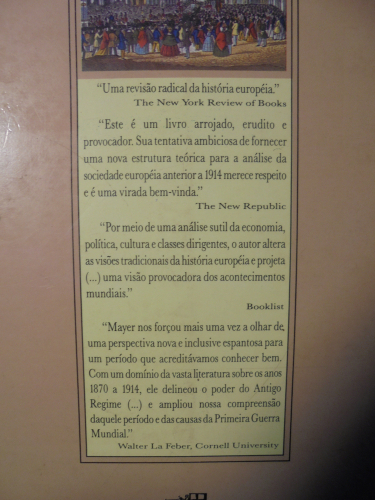 “Uma revisão radical da história européia.”
The New York Review of Books
“Este é um livro arrojado, erudito e
provocador. Sua tentativa ambiciosa de fornecer
uma nova estrutura teórica para a análise da
sociedade européia anterior a 1914 merece respeito
e é uma virada bem-vinda.”
The New Republic
“Por meio de uma análise sutil da economia,
política, cultura e classes dirigentes, o autor altera
as visões tradicionais da história européia e projeta
(...) uma visão provocadora dos acontecimentos
mundiais.”
Booklist
“Mayer nos forçou mais uma vez a olhar de,
uma perspectiva nova e inclusive espantosa para
um período que acreditávamos conhecer bem.
Com um domínio da vasta literatura sobre os anos
1870 a 1914, ele delineou o poder do Antigo
Regime (...) e ampliou nossa compreensão
daquele período e das causas da Primeira Guerra
Mundial.”
Walter La Feber, Cornell University